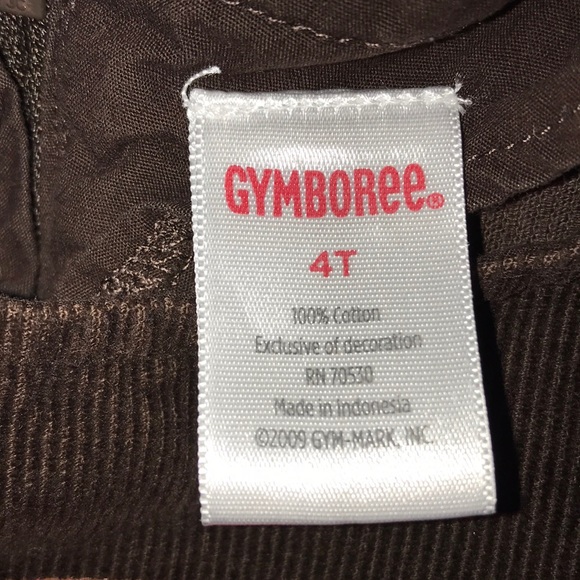 GYMBOREE®
4T
100% Cotton
Exclusive of decoration
RN 70530
Made in Indonesia
©2009 GYM-MARK, INC.